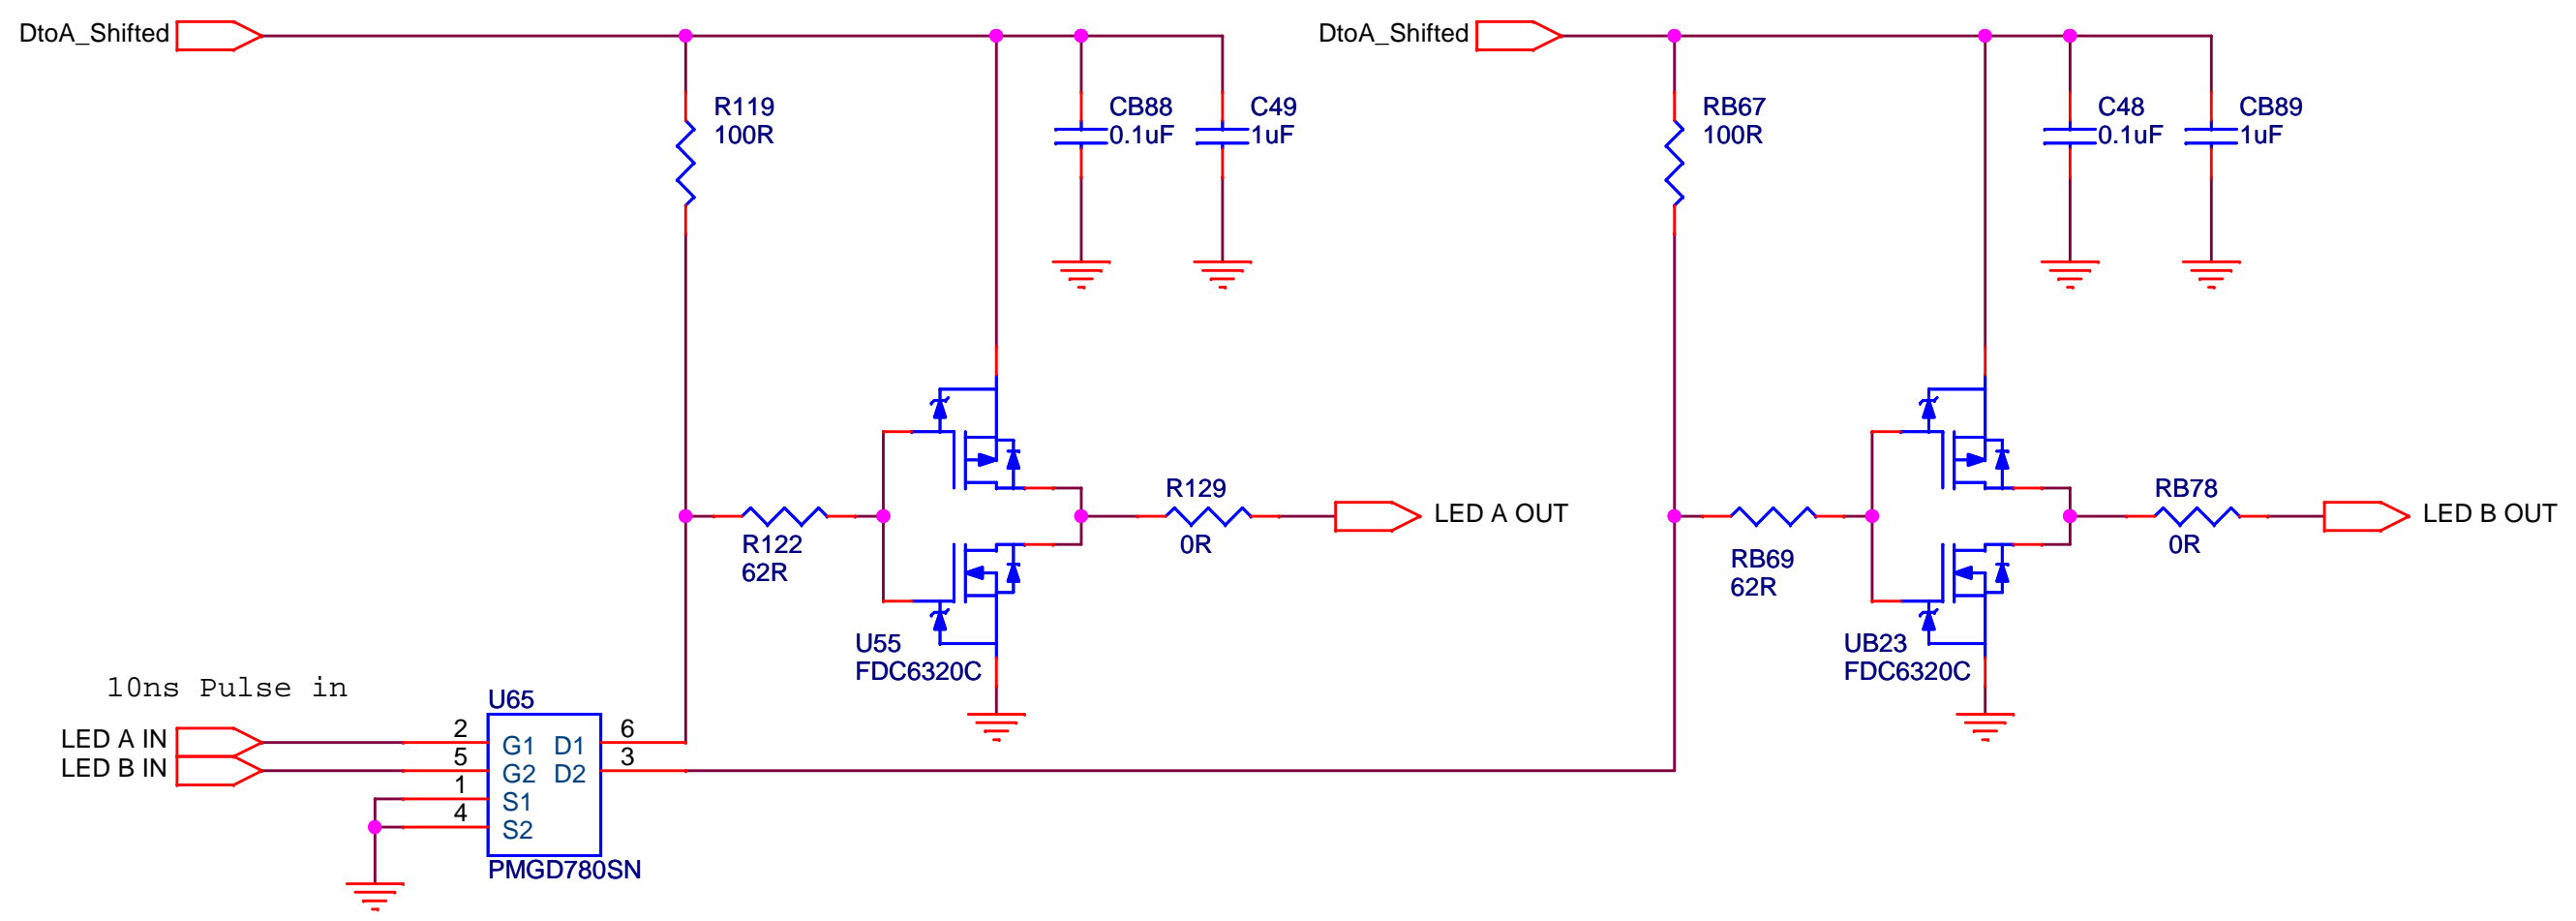 DtoA_Shifted
DtoA_Shifted
R119
100R
CB88
0.1uF
C49
1uF
RB67
100R
C48
0.1uF
CB89
1uF
R122
62R
R129
0R
LED A OUT
RB69
62R
RB78
0R
LED B OUT
U55
FDC6320C
UB23
FDC6320C
10ns Pulse in
LED A IN
LED B IN
U65
2
5
1
4
G1 D1
G2 D2
S1
S2
6
3
PMGD780SN